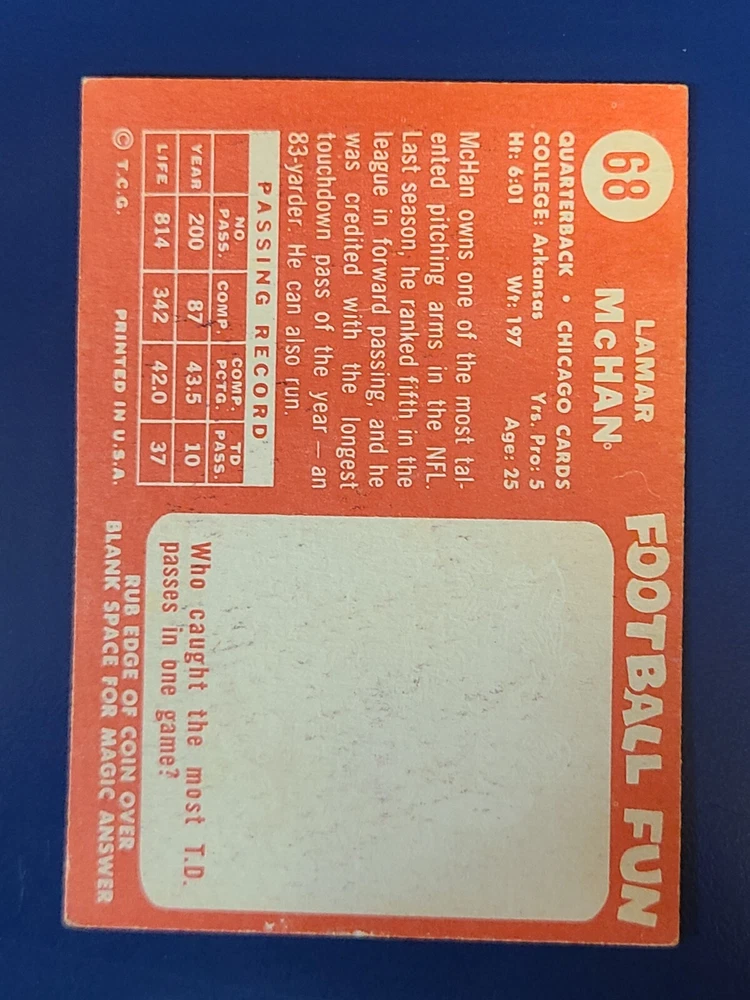 68
LAMAR
McHAN
QUARTERBACK • CHICAGO CARDS
COLLEGE: Arkansas Yrs. Pro: 5
Ht: 6:01 Wt: 197 Age: 25
McHan owns one of the most tal-
ented pitching arms in the NFL.
Last season, he ranked fifth in the
league in forward passing, and he
was credited with the longest
touchdown pass of the year — an
83-yarder. He can also run.
PASSING RECORD
NO PASS. COMP. COMP. PCTG. TD PASS.
YEAR 200 87 43.5 10
LIFE 814 342 42.0 37
© T.C.G. PRINTED IN U.S.A.
FOOTBALL FUN
Who caught the most T.D.
passes in one game?
RUB EDGE OF COIN OVER
BLANK SPACE FOR MAGIC ANSWER